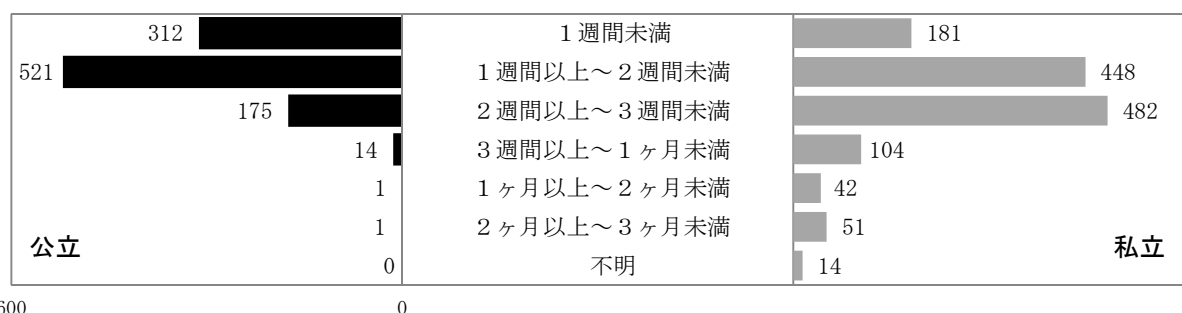 312 １週間未満 181
521 １週間以上～２週間未満 448
175 ２週間以上～３週間未満 482
14 ３週間以上～１ヶ月未満 104
1 １ヶ月以上～２ヶ月未満 42
1 ２ヶ月以上～３ヶ月未満 51
公立 私立
0 不明 14
600 0